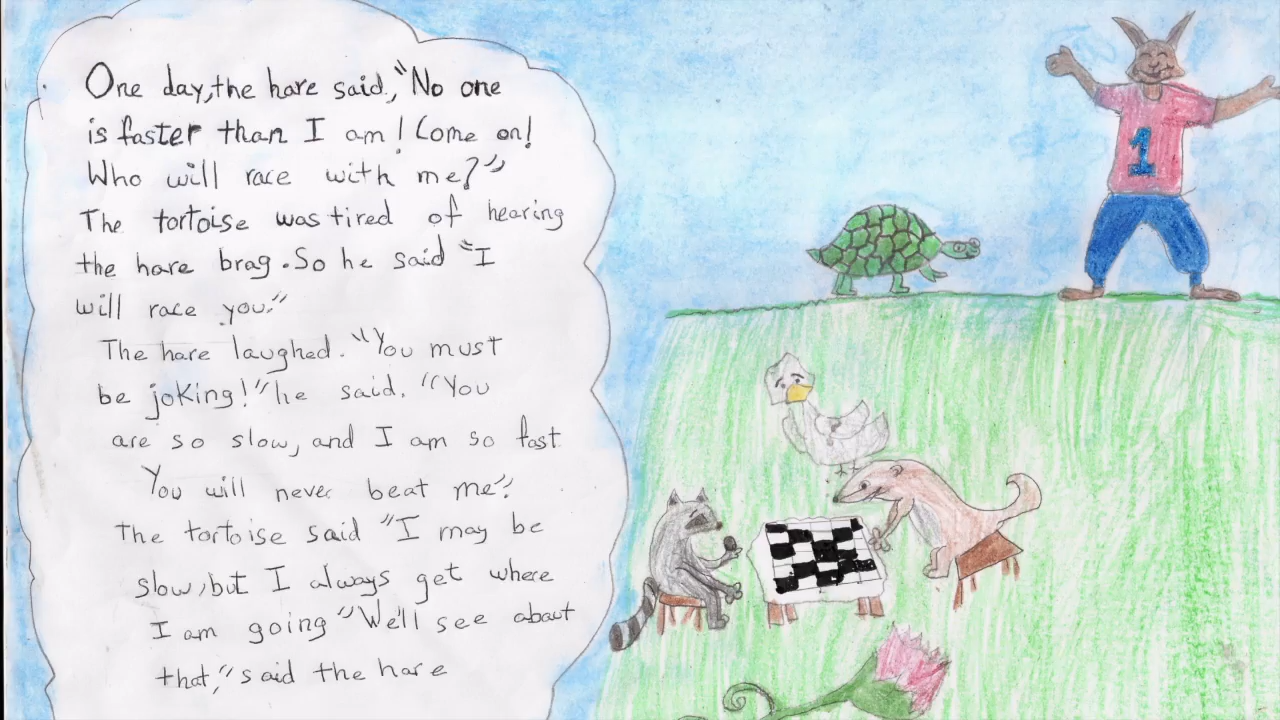 One day, the hare said, "No one
is faster than I am! Come on!
Who will race with me?"
The tortoise was tired of hearing
the hare brag. So he said "I
will race you."
The hare laughed. "You must
be joking!" he said. "You
are so slow, and I am so fast
You will never beat me".
The tortoise said "I may be
slow, but I always get where
I am going" We'll see about
that," said the hare
1